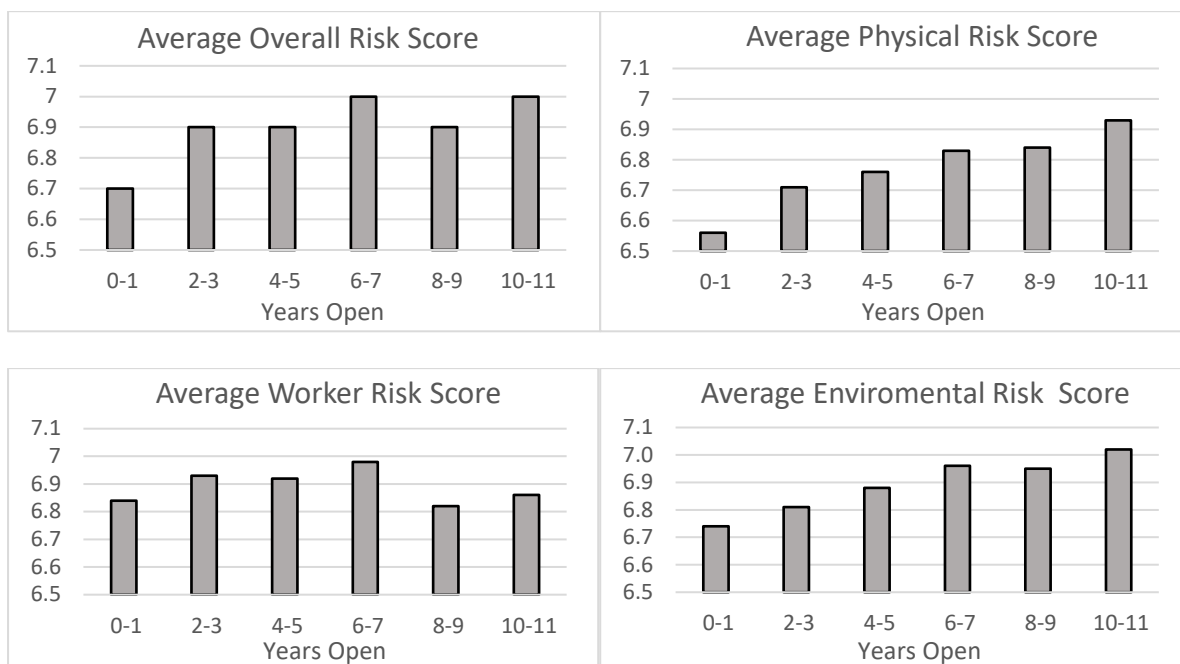 Average Overall Risk Score
7.1
7
6.9
6.8
6.7
6.6
6.5
0-1 2-3 4-5 6-7 8-9 10-11
Years Open
Average Physical Risk Score
7.1
7
6.9
6.8
6.7
6.6
6.5
0-1 2-3 4-5 6-7 8-9 10-11
Years Open
Average Worker Risk Score
7.1
7
6.9
6.8
6.7
6.6
6.5
0-1 2-3 4-5 6-7 8-9 10-11
Years Open
Average Enviromental Risk Score
7.1
7.0
6.9
6.8
6.7
6.6
6.5
0-1 2-3 4-5 6-7 8-9 10-11
Years Open